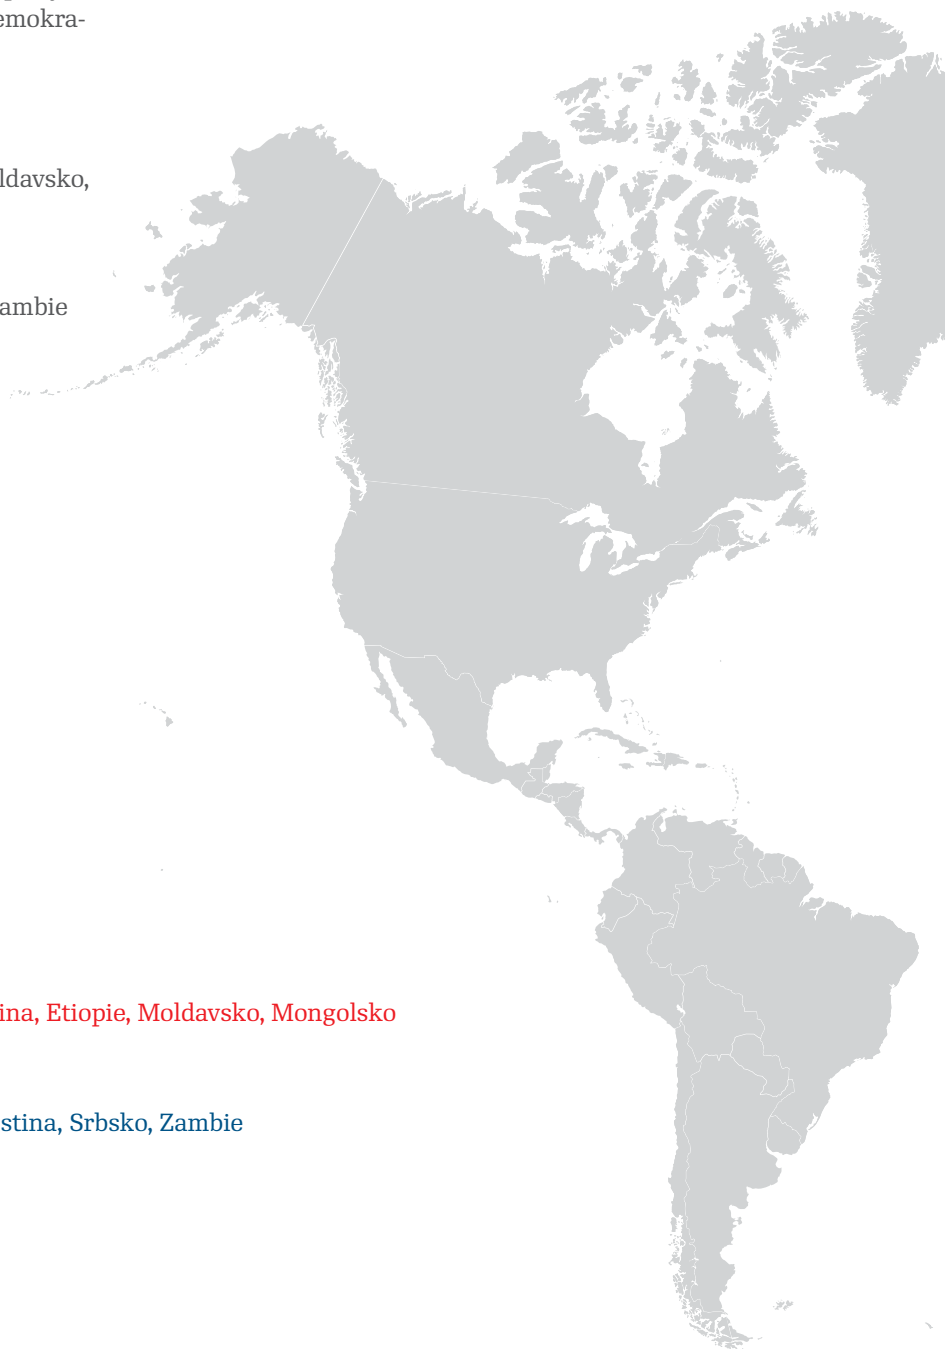 emokra-
ldavsko,
ambie
ina, Etiopie, Moldavsko, Mongolsko
stina, Srbsko, Zambie